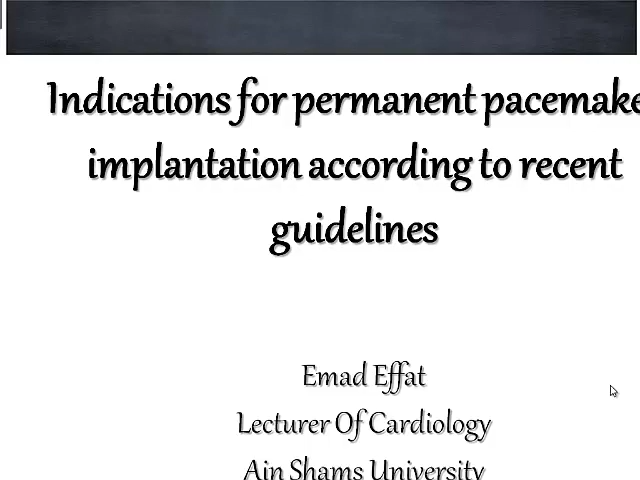 Indications for permanent pacemake
implantation according to recent
guidelines
Emad Effat
Lecturer Of Cardiology
Ain Shams University